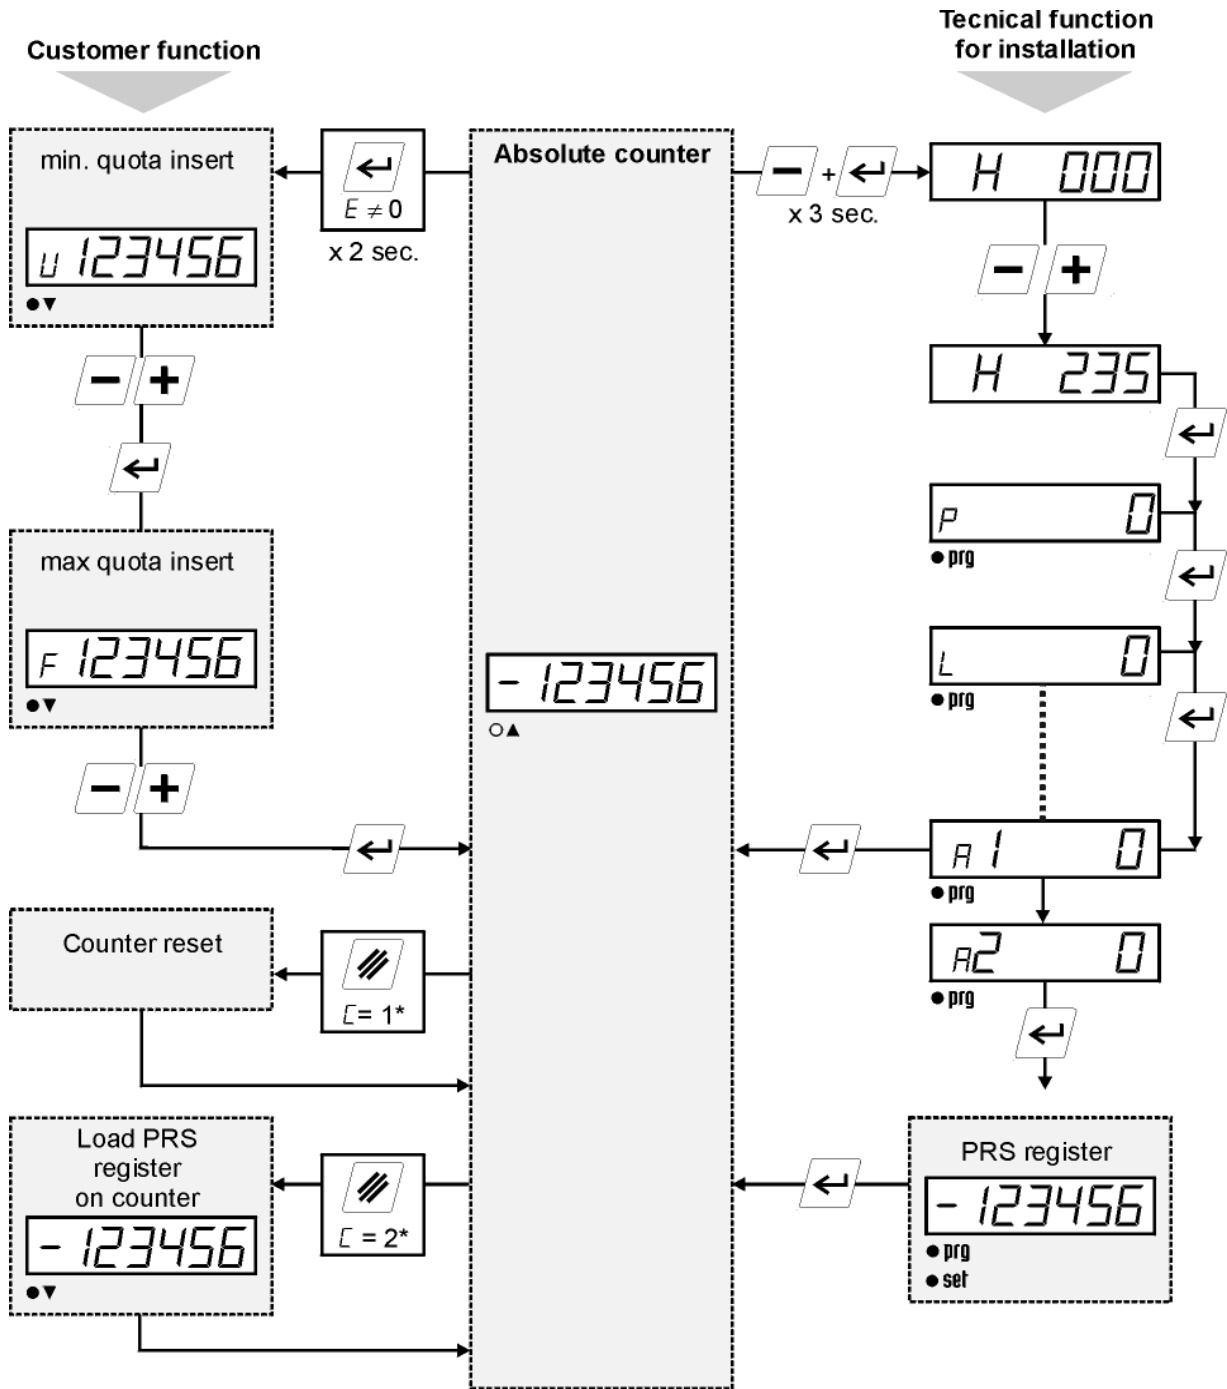 Customer function
Tecnical function
for installation
min. quota insert
U 123456
E ≠ 0
x 2 sec.
Absolute counter
- 123456
− + 
x 3 sec.
H 000
− +
H 235
P 0
prg
L 0
prg
A1 0
prg
A2 0
prg
− +
max quota insert
F 123456
− +
Counter reset
C= 1*
Load PRS
register
on counter
- 123456
C = 2*
PRS register
- 123456
prg
set